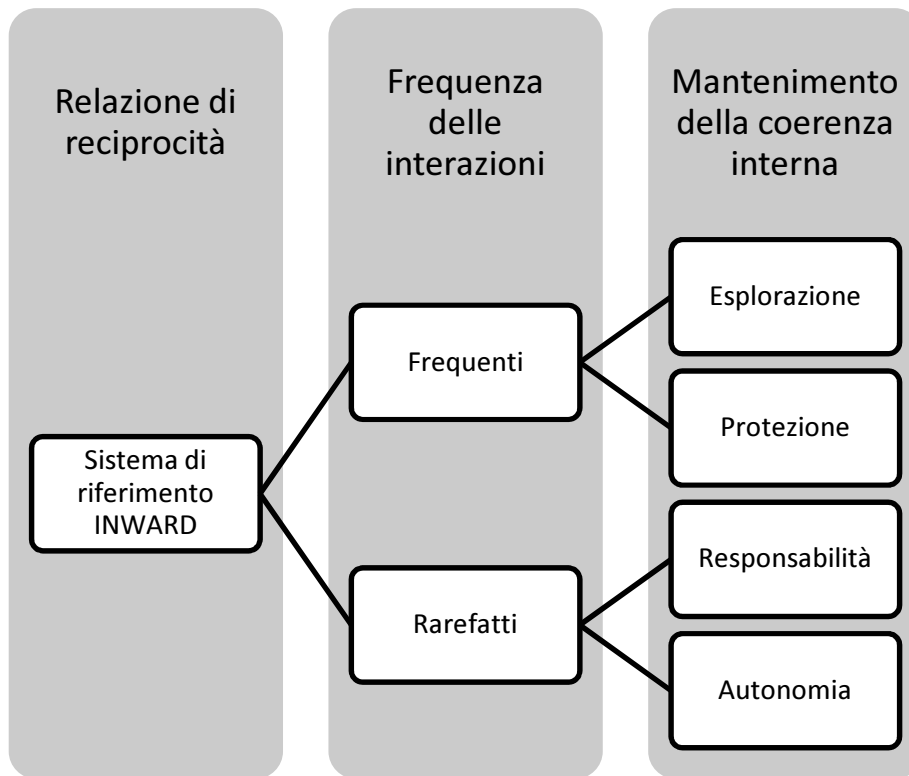 Relazione di
reciprocità
Frequenza
delle
interazioni
Mantenimento
della coerenza
interna
Sistema di
riferimento
INWARD
Frequenti
Rarefatti
Esplorazione
Protezione
Responsabilità
Autonomia